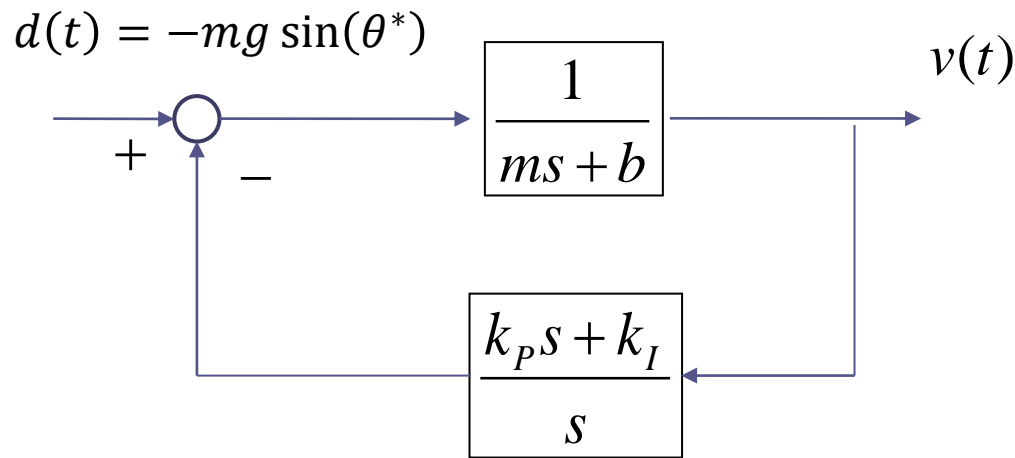 d(t) = −mg sin(θ*)
v(t)
1
ms + b
+
−
k_P s + k_I
s